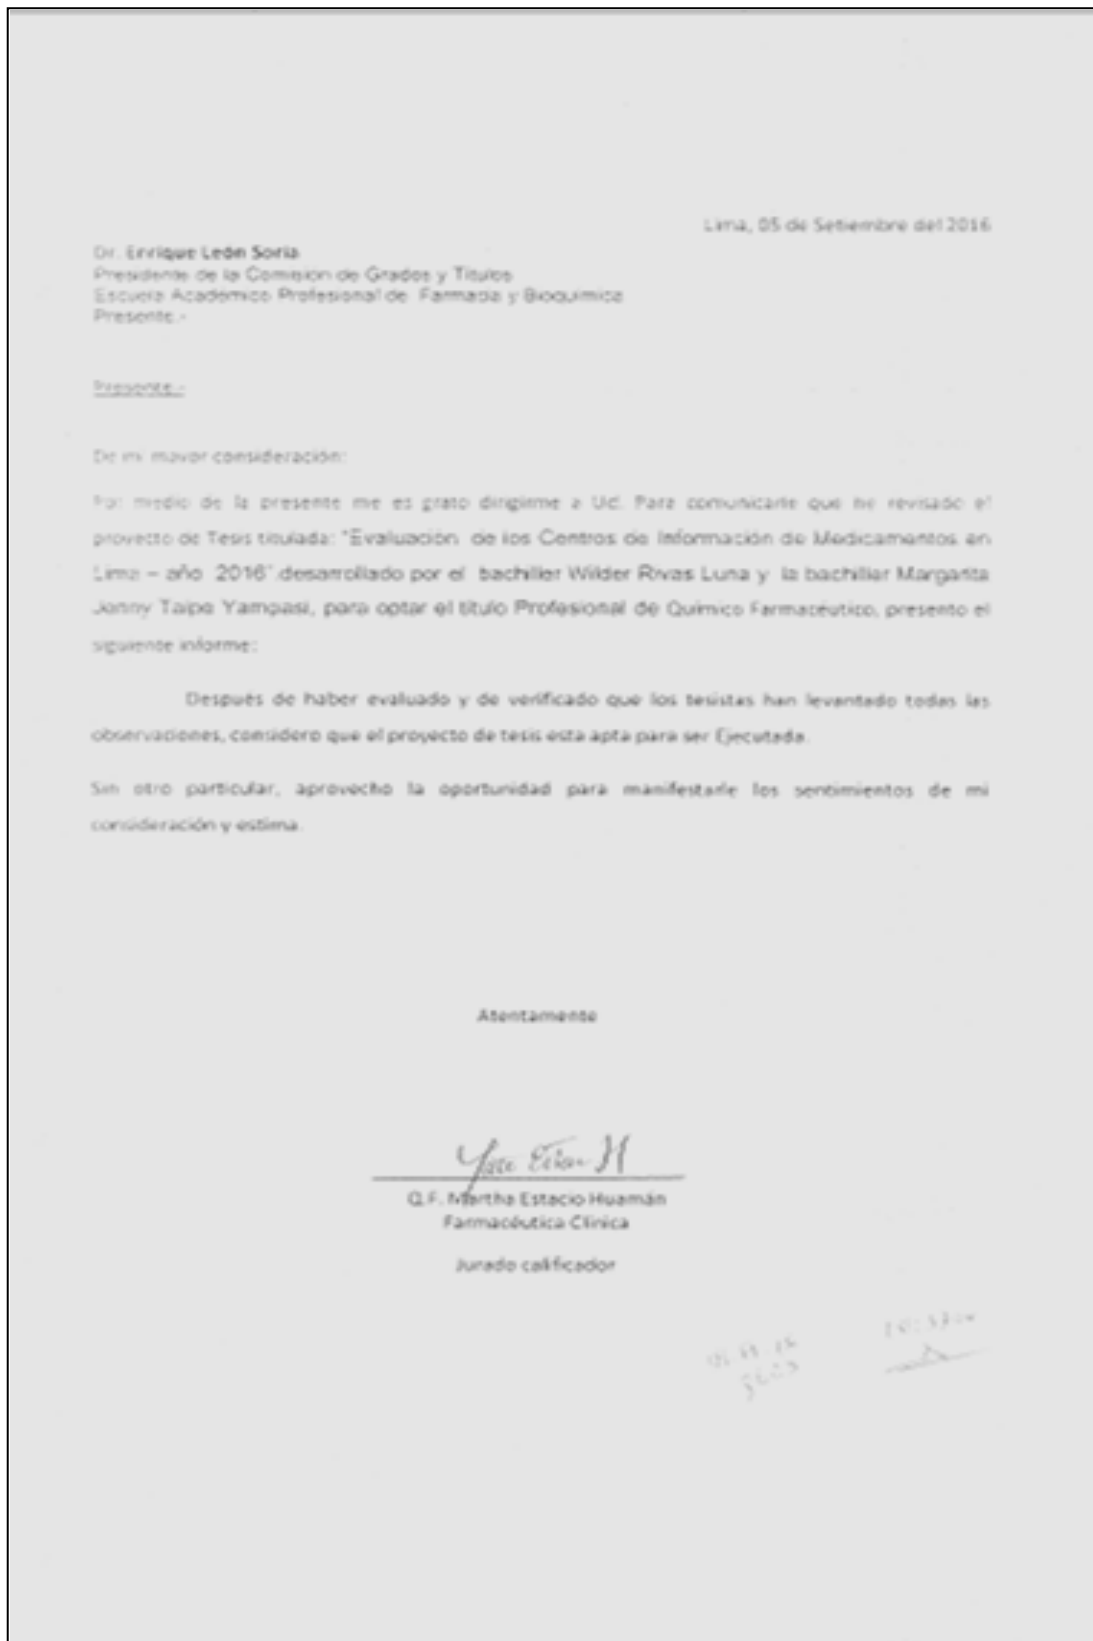 Lima, 05 de Setiembre del 2016
Dr. Enrique León Soria
Presidente de la Comisión de Grados y Títulos
Escuela Académico Profesional de Farmacia y Bioquímica
Presente.-
Presente.-
De mi mayor consideración:
Por medio de la presente me es grato dirigirme a Ud. Para comunicarle que he revisado el
proyecto de Tesis titulada: "Evaluación de los Centros de Información de Medicamentos en
Lima – año 2016".desarrollado por el bachiller Wilder Rivas Luna y la bachiller Margarita
Jenny Taipe Yampasi, para optar el título Profesional de Químico Farmacéutico, presento el
siguiente informe:
Después de haber evaluado y de verificado que los tesistas han levantado todas las
observaciones, considero que el proyecto de tesis esta apta para ser Ejecutada.
Sin otro particular, aprovecho la oportunidad para manifestarle los sentimientos de mi
consideración y estima.
Atentamente
Q.F. Martha Estacio Huamán
Farmacéutica Clínica
Jurado calificador